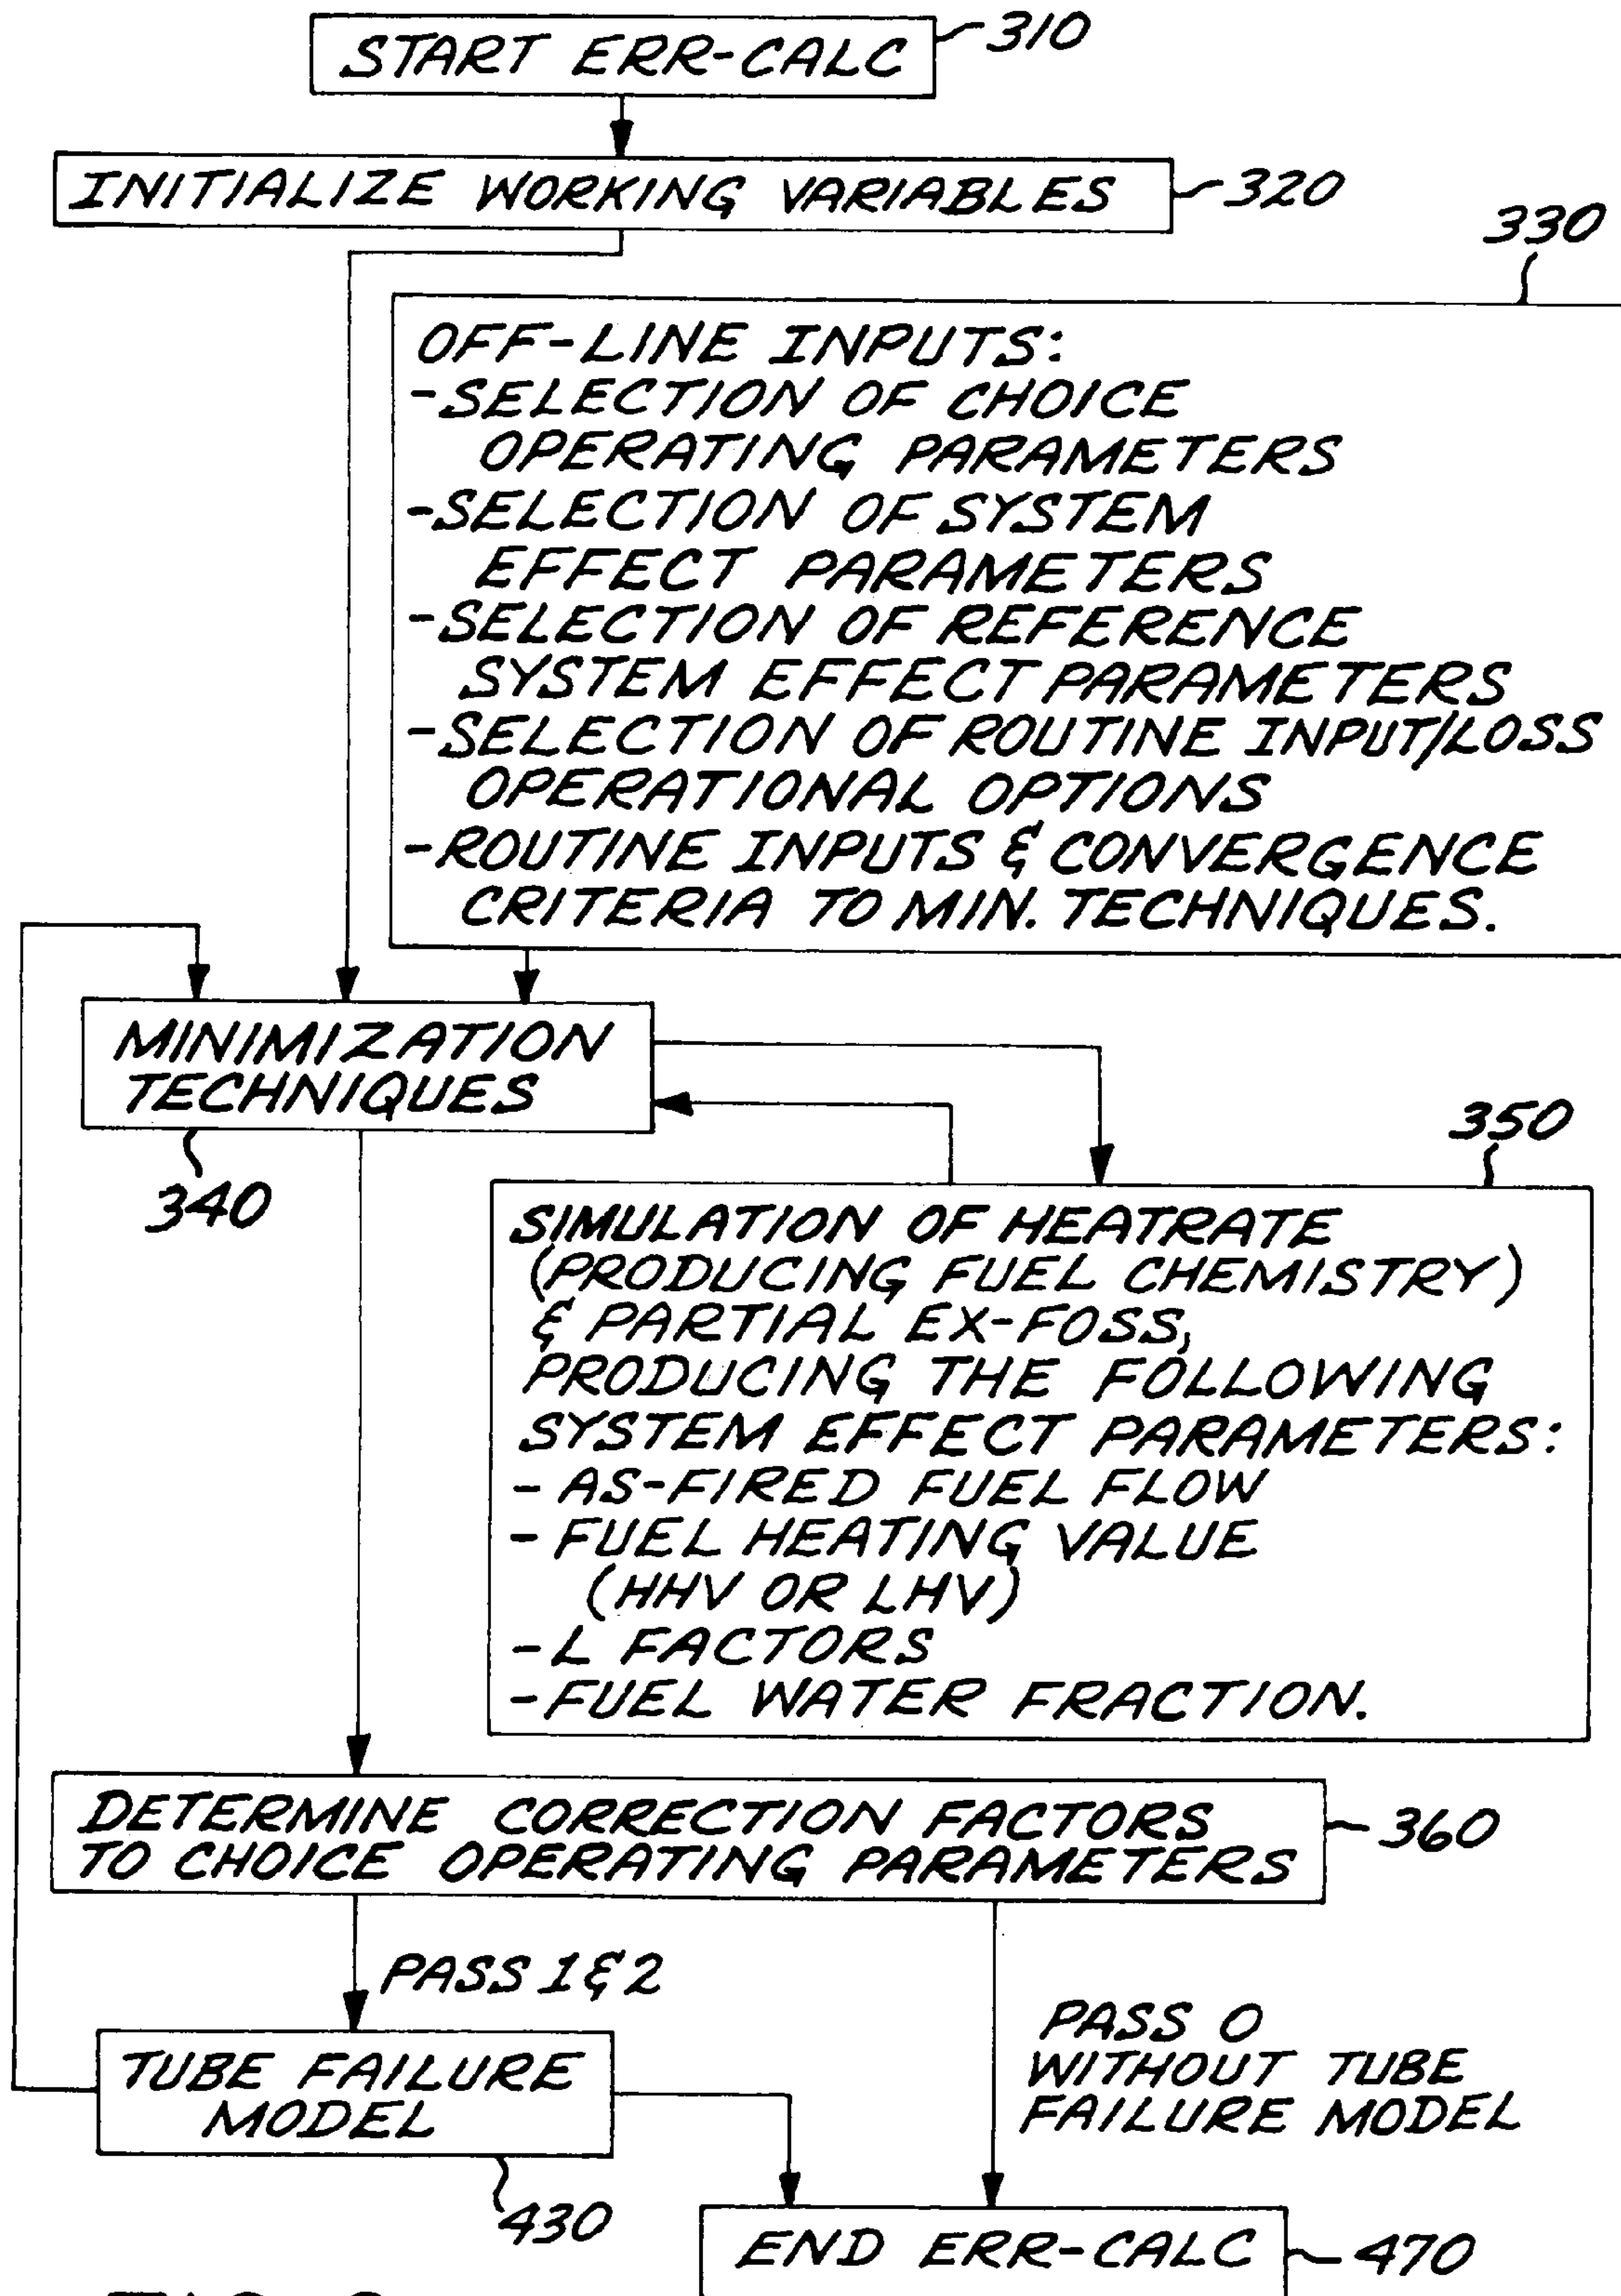 START ERR-CALC
310
INITIALIZE WORKING VARIABLES
320
330
OFF-LINE INPUTS:
-SELECTION OF CHOICE
OPERATING PARAMETERS
-SELECTION OF SYSTEM
EFFECT PARAMETERS
-SELECTION OF REFERENCE
SYSTEM EFFECT PARAMETERS
-SELECTION OF ROUTINE INPUT/LOSS
OPERATIONAL OPTIONS
-ROUTINE INPUTS & CONVERGENCE
CRITERIA TO MIN. TECHNIQUES.
MINIMIZATION
TECHNIQUES
340
350
SIMULATION OF HEATRATE
(PRODUCING FUEL CHEMISTRY)
& PARTIAL EX-FOSS,
PRODUCING THE FOLLOWING
SYSTEM EFFECT PARAMETERS:
- AS-FIRED FUEL FLOW
- FUEL HEATING VALUE
(HHV OR LHV)
- L FACTORS
- FUEL WATER FRACTION.
DETERMINE CORRECTION FACTORS
TO CHOICE OPERATING PARAMETERS
360
PASS 1&2
PASS 0
WITHOUT TUBE
FAILURE MODEL
TUBE FAILURE
MODEL
430
END ERR-CALC
470